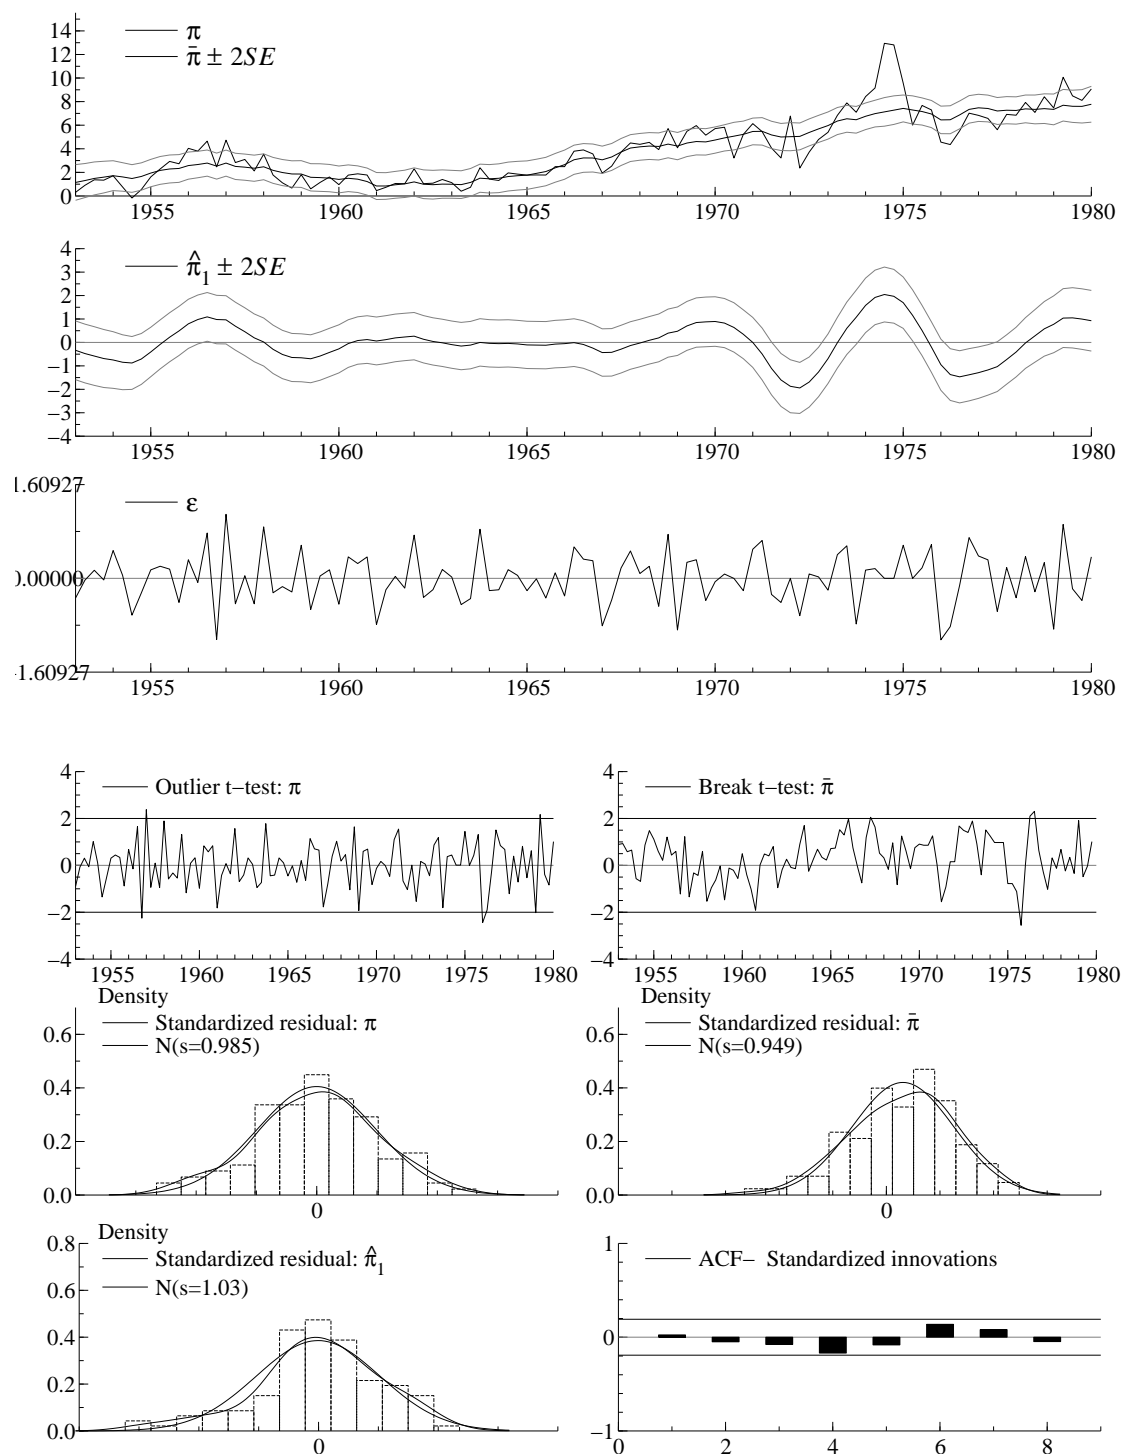 14
12
10
8
6
4
2
0
π
π̄ ± 2SE
1955 1960 1965 1970 1975 1980
4
3
2
1
0
−1
−2
−3
−4
π̂1 ± 2SE
1955 1960 1965 1970 1975 1980
1.60927
0.00000
-1.60927
ε
1955 1960 1965 1970 1975 1980
4
2
0
−2
−4
Outlier t−test: π
1955 1960 1965 1970 1975 1980
4
2
0
−2
−4
Break t−test: π̄
1955 1960 1965 1970 1975 1980
Density
0.6
0.4
0.2
0.0
Standardized residual: π
N(s=0.985)
0
Density
0.6
0.4
0.2
0.0
Standardized residual: π̄
N(s=0.949)
0
Density
0.8
0.6
0.4
0.2
0.0
Standardized residual: π̂1
N(s=1.03)
0
1
0
−1
ACF− Standardized innovations
0 2 4 6 8